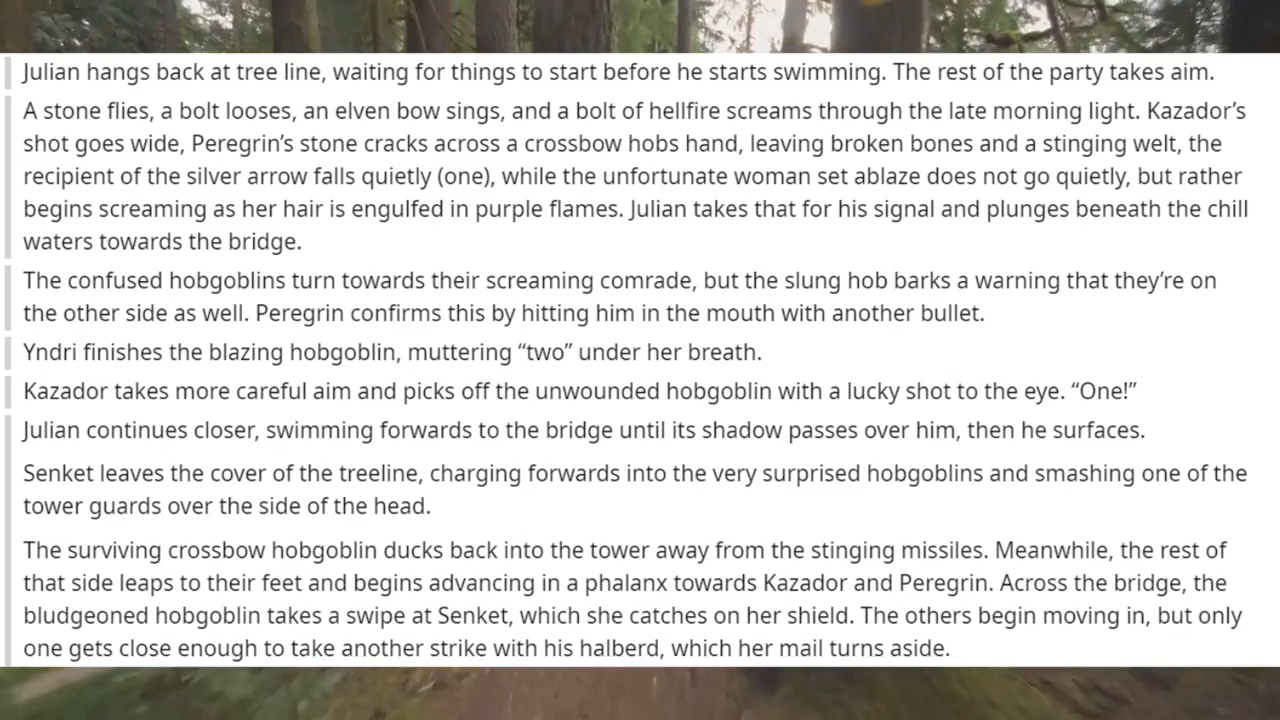 Julian hangs back at tree line, waiting for things to start before he starts swimming. The rest of the party takes aim.
A stone flies, a bolt looses, an elven bow sings, and a bolt of hellfire screams through the late morning light. Kazador’s
shot goes wide, Peregrin’s stone cracks across a crossbow hobs hand, leaving broken bones and a stinging welt, the
recipient of the silver arrow falls quietly (one), while the unfortunate woman set ablaze does not go quietly, but rather
begins screaming as her hair is engulfed in purple flames. Julian takes that for his signal and plunges beneath the chill
waters towards the bridge.
The confused hobgoblins turn towards their screaming comrade, but the slung hob barks a warning that they’re on
the other side as well. Peregrin confirms this by hitting him in the mouth with another bullet.
Yndri finishes the blazing hobgoblin, muttering “two” under her breath.
Kazador takes more careful aim and picks off the unwounded hobgoblin with a lucky shot to the eye. “One!”
Julian continues closer, swimming forwards to the bridge until its shadow passes over him, then he surfaces.
Senket leaves the cover of the treeline, charging forwards into the very surprised hobgoblins and smashing one of the
tower guards over the side of the head.
The surviving crossbow hobgoblin ducks back into the tower away from the stinging missiles. Meanwhile, the rest of
that side leaps to their feet and begins advancing in a phalanx towards Kazador and Peregrin. Across the bridge, the
bludgeoned hobgoblin takes a swipe at Senket, which she catches on her shield. The others begin moving in, but only
one gets close enough to take another strike with his halberd, which her mail turns aside.